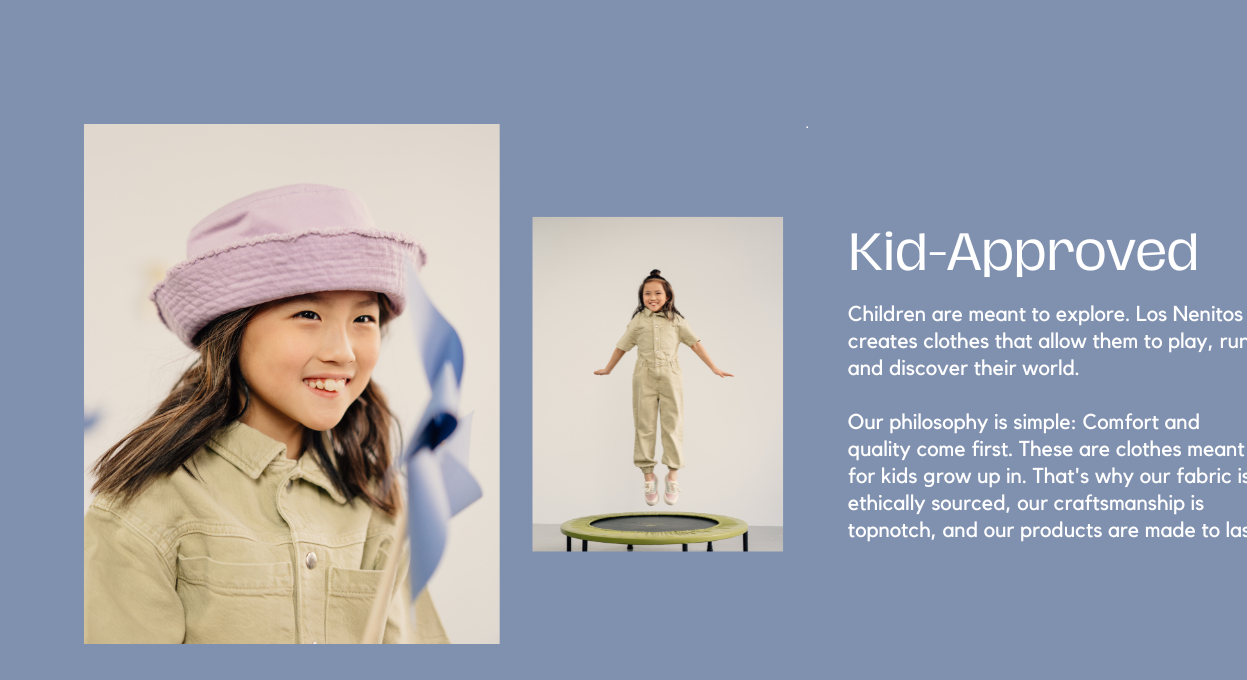 Kid-Approved
Children are meant to explore. Los Nenitos
creates clothes that allow them to play, run
and discover their world.
Our philosophy is simple: Comfort and
quality come first. These are clothes meant
for kids grow up in. That's why our fabric is
ethically sourced, our craftsmanship is
topnotch, and our products are made to las